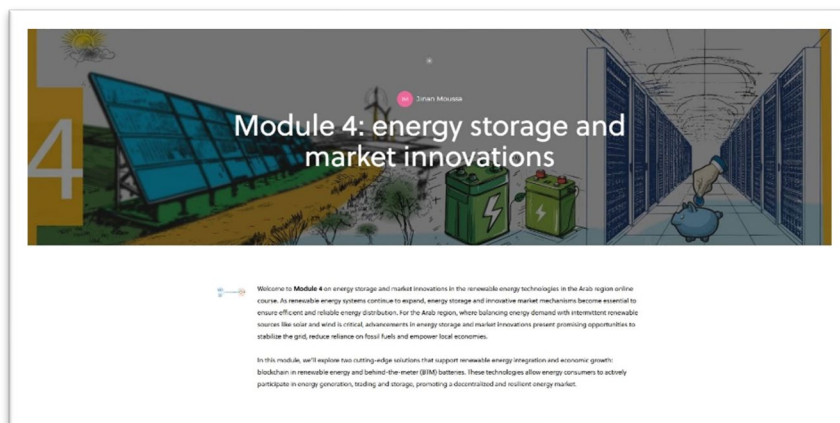 4
Jinan Moussa
Module 4: energy storage and
market innovations
Welcome to Module 4 on energy storage and market innovations in the renewable energy technologies in the Arab region online
course. As renewable energy systems continue to expand, energy storage and innovative market mechanisms become essential to
ensure efficient and reliable energy distribution. For the Arab region, where balancing energy demand with intermittent renewable
sources like solar and wind is critical, advancements in energy storage and market innovations present promising opportunities to
stabilize the grid, reduce reliance on fossil fuels and empower local economies.
In this module, we'll explore two cutting-edge solutions that support renewable energy integration and economic growth:
blockchain in renewable energy and behind-the-meter (BTM) batteries. These technologies allow energy consumers to actively
participate in energy generation, trading and storage, promoting a decentralized and resilient energy market.